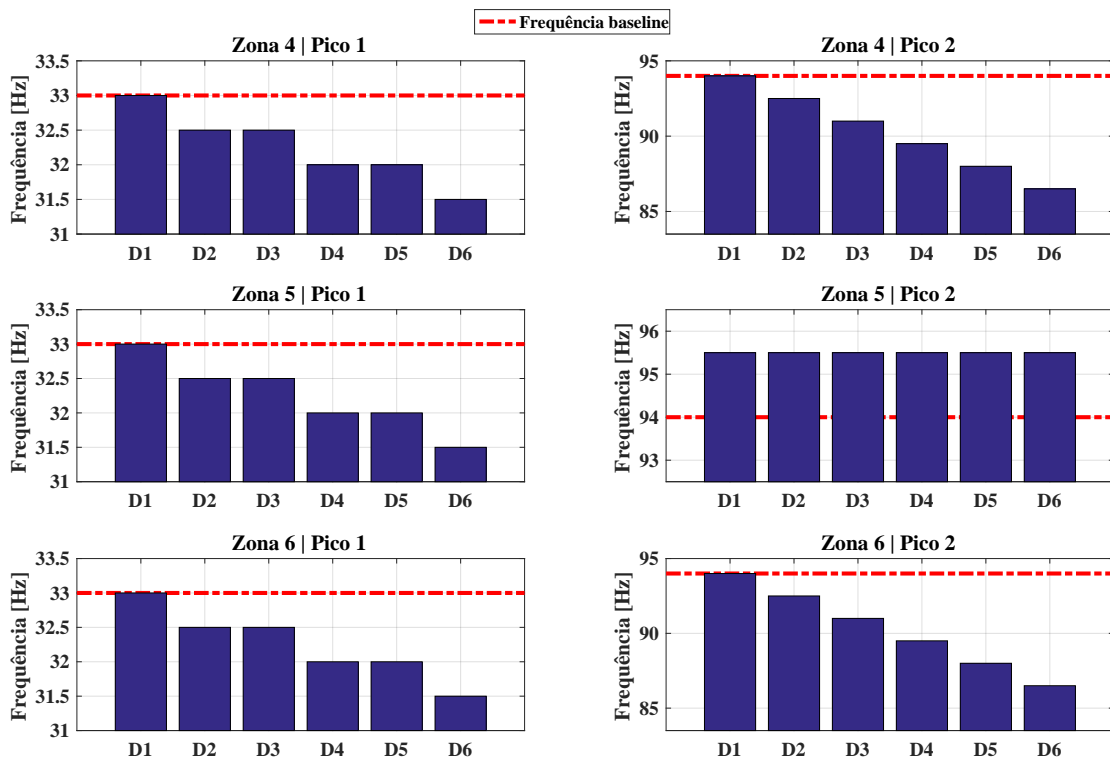 Frequência baseline
Zona 4 | Pico 1
Frequência [Hz]
33.5
33
32.5
32
31.5
31
D1 D2 D3 D4 D5 D6
Zona 4 | Pico 2
Frequência [Hz]
95
90
85
D1 D2 D3 D4 D5 D6
Zona 5 | Pico 1
Frequência [Hz]
33.5
33
32.5
32
31.5
31
D1 D2 D3 D4 D5 D6
Zona 5 | Pico 2
Frequência [Hz]
96
95
94
93
D1 D2 D3 D4 D5 D6
Zona 6 | Pico 1
Frequência [Hz]
33.5
33
32.5
32
31.5
31
D1 D2 D3 D4 D5 D6
Zona 6 | Pico 2
Frequência [Hz]
95
90
85
D1 D2 D3 D4 D5 D6